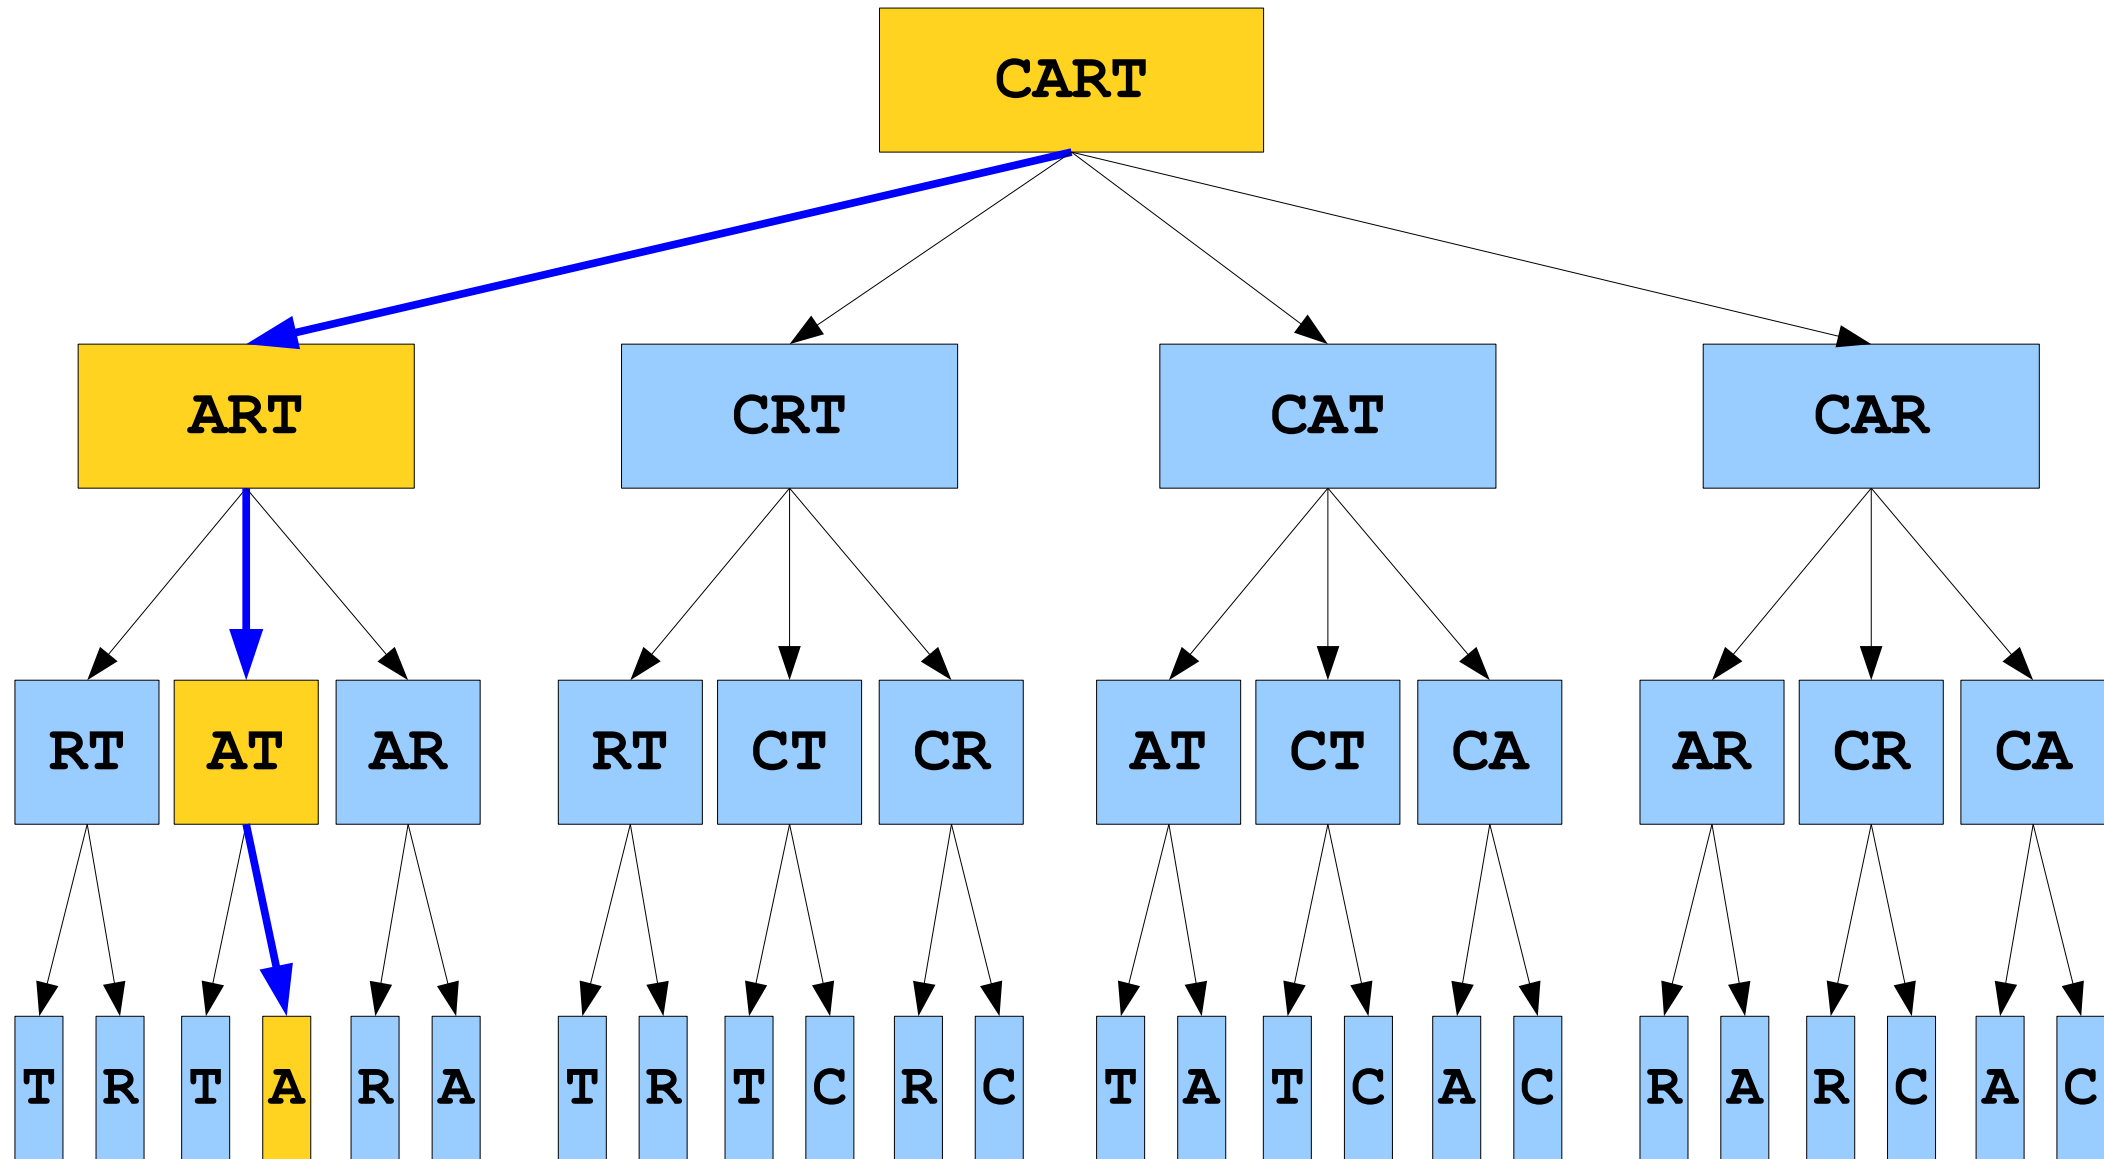 CART
ART CRT CAT CAR
RT AT AR RT CT CR AT CT CA AR CR CA
T R T A R A T R T C R C T A T C A C R A R C A C